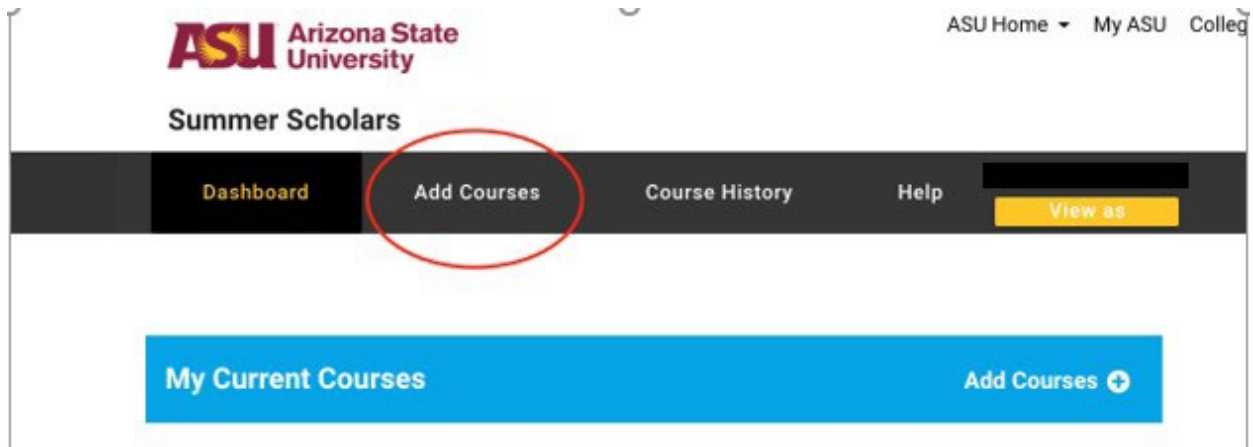 ASU Arizona State University
ASU Home My ASU Colleg
Summer Scholars
Dashboard Add Courses Course History Help
View as
My Current Courses Add Courses